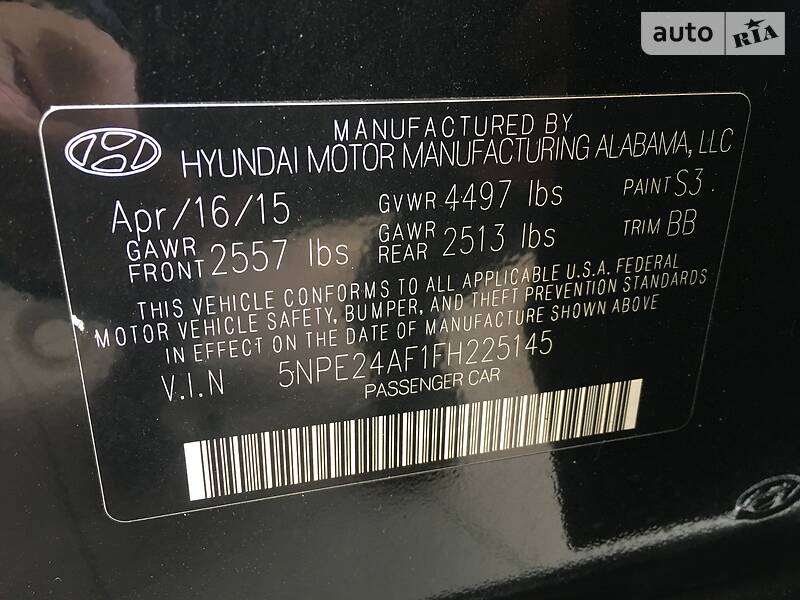 auto RIA
MANUFACTURED BY
HYUNDAI MOTOR MANUFACTURING ALABAMA, LLC
Apr/16/15 GVWR 4497 lbs PAINT S3.
GAWR FRONT 2557 lbs GAWR REAR 2513 lbs TRIM BB
THIS VEHICLE CONFORMS TO ALL APPLICABLE U.S.A. FEDERAL
MOTOR VEHICLE SAFETY, BUMPER, AND THEFT PREVENTION STANDARDS
IN EFFECT ON THE DATE OF MANUFACTURE SHOWN ABOVE
V.I.N 5NPE24AF1FH225145
PASSENGER CAR